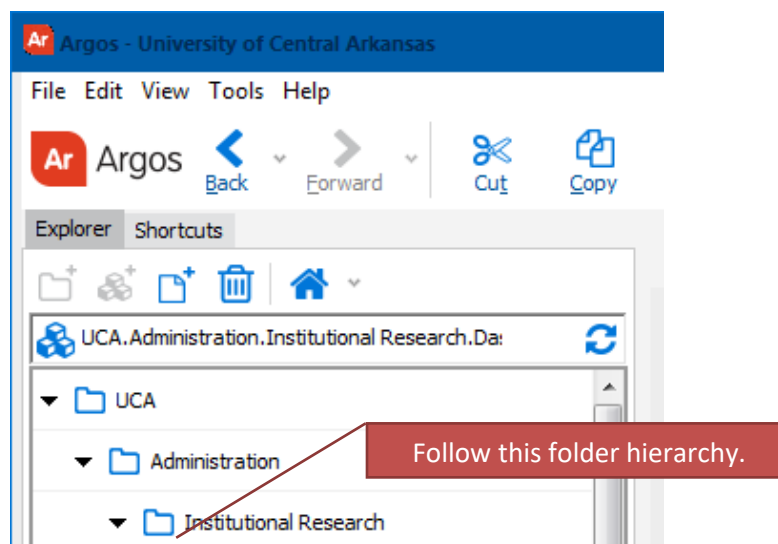 Ar Argos - University of Central Arkansas
File Edit View Tools Help
Ar Argos Back Forward Cut Copy
Explorer Shortcuts
UCA.Administration.Institutional Research.Da
UCA
Administration
Follow this folder hierarchy.
Institutional Research